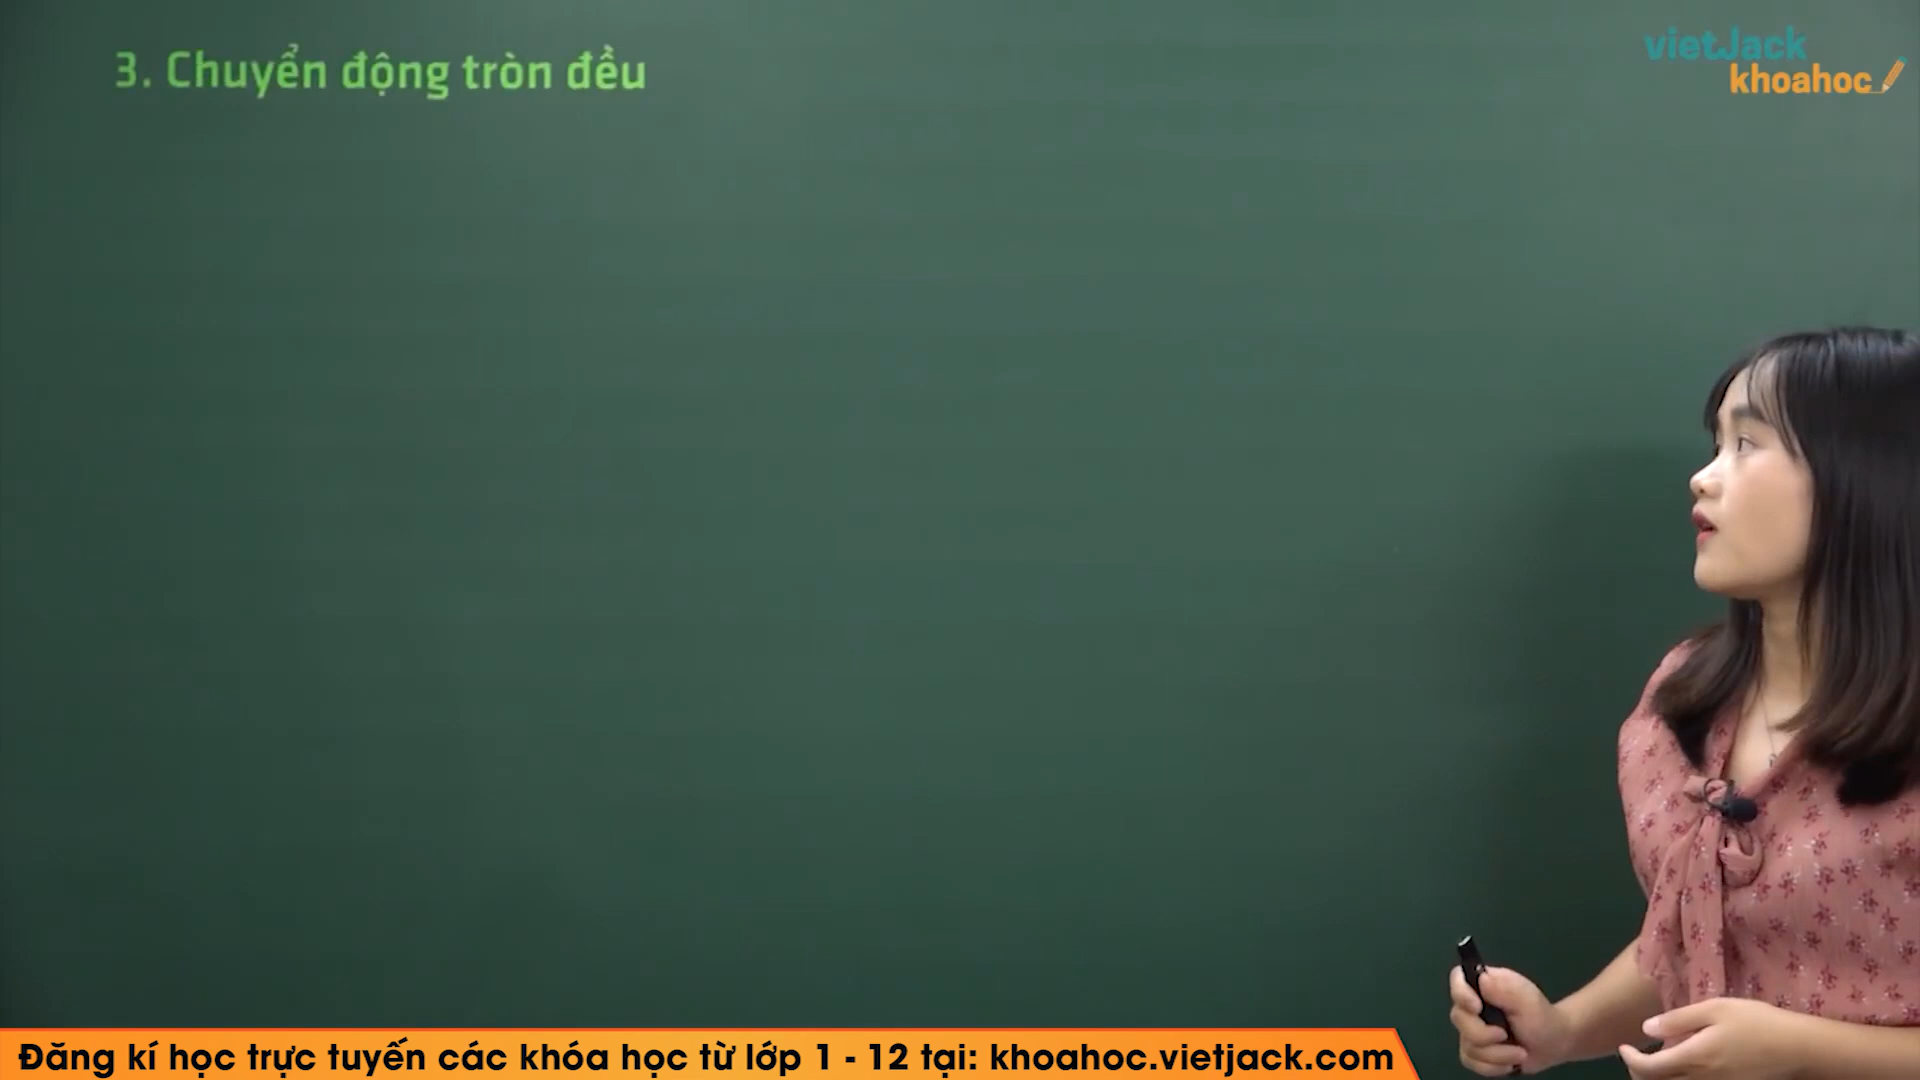 3. Chuyển động tròn đều
vietJack
khoahoc
Đăng kí học trực tuyến các khóa học từ lớp 1 - 12 tại: khoahoc.vietjack.com